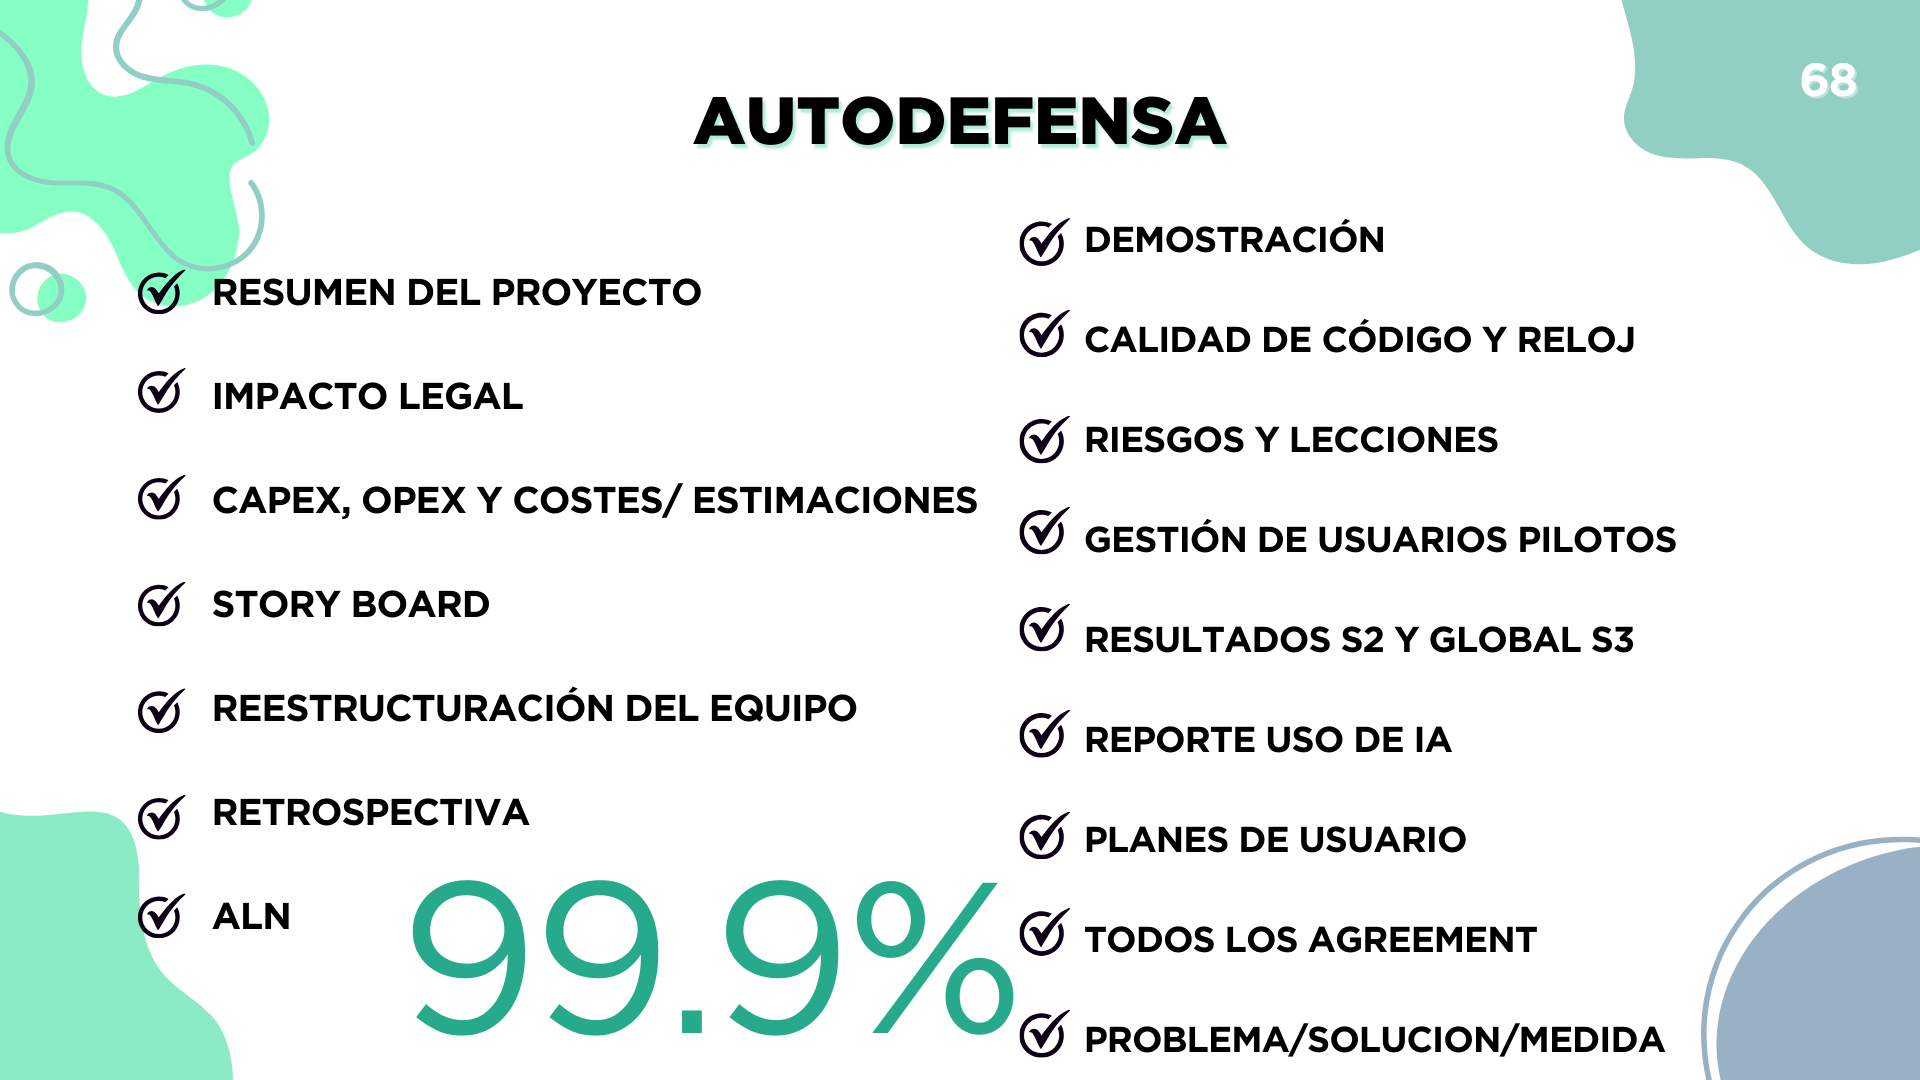 68
AUTODEFENSA
RESUMEN DEL PROYECTO
IMPACTO LEGAL
CAPEX, OPEX Y COSTES/ ESTIMACIONES
STORY BOARD
REESTRUCTURACIÓN DEL EQUIPO
RETROSPECTIVA
ALN
99.9%
DEMOSTRACIÓN
CALIDAD DE CÓDIGO Y RELOJ
RIESGOS Y LECCIONES
GESTIÓN DE USUARIOS PILOTOS
RESULTADOS S2 Y GLOBAL S3
REPORTE USO DE IA
PLANES DE USUARIO
TODOS LOS AGREEMENT
PROBLEMA/SOLUCION/MEDIDA